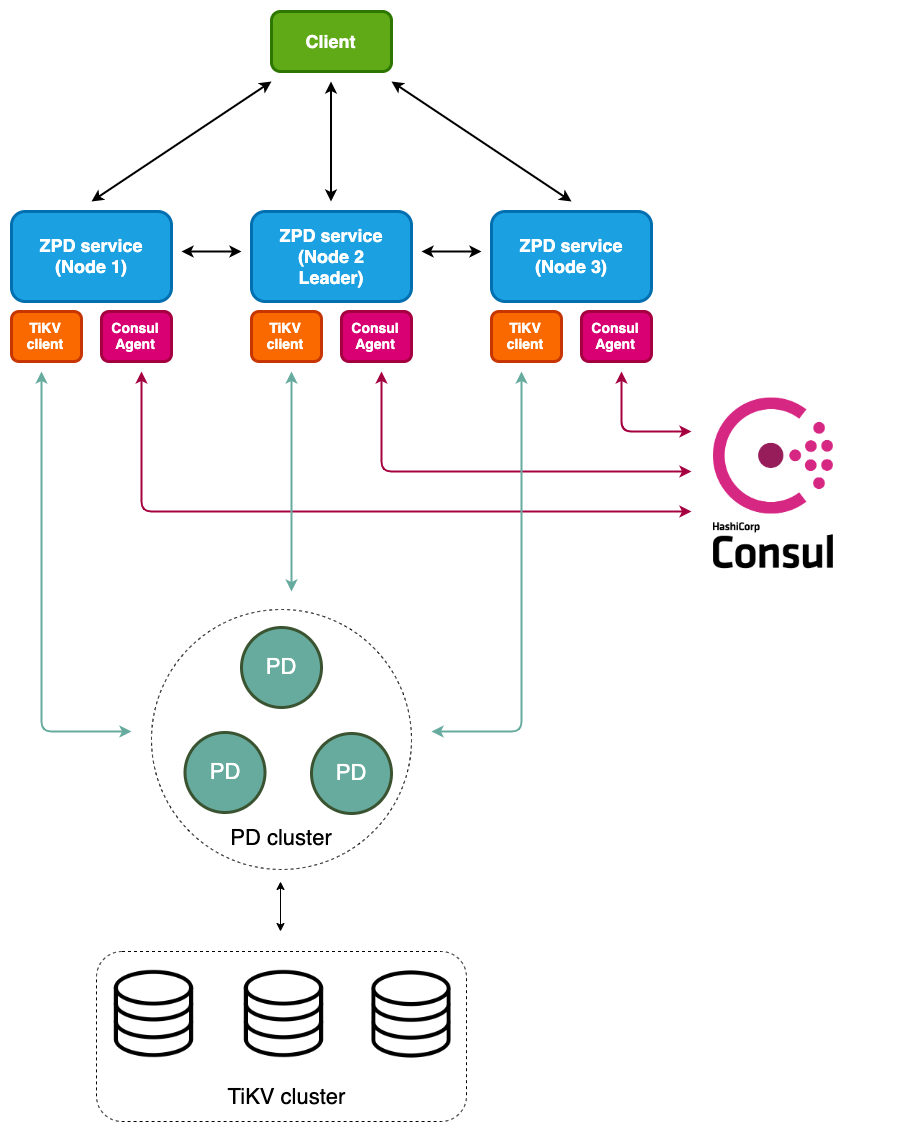 Client
ZPD service
(Node 1)
ZPD service
(Node 2
Leader)
ZPD service
(Node 3)
TiKV
client
Consul
Agent
TiKV
client
Consul
Agent
TiKV
client
Consul
Agent
HashiCorp
Consul
PD
PD
PD
PD cluster
TiKV cluster